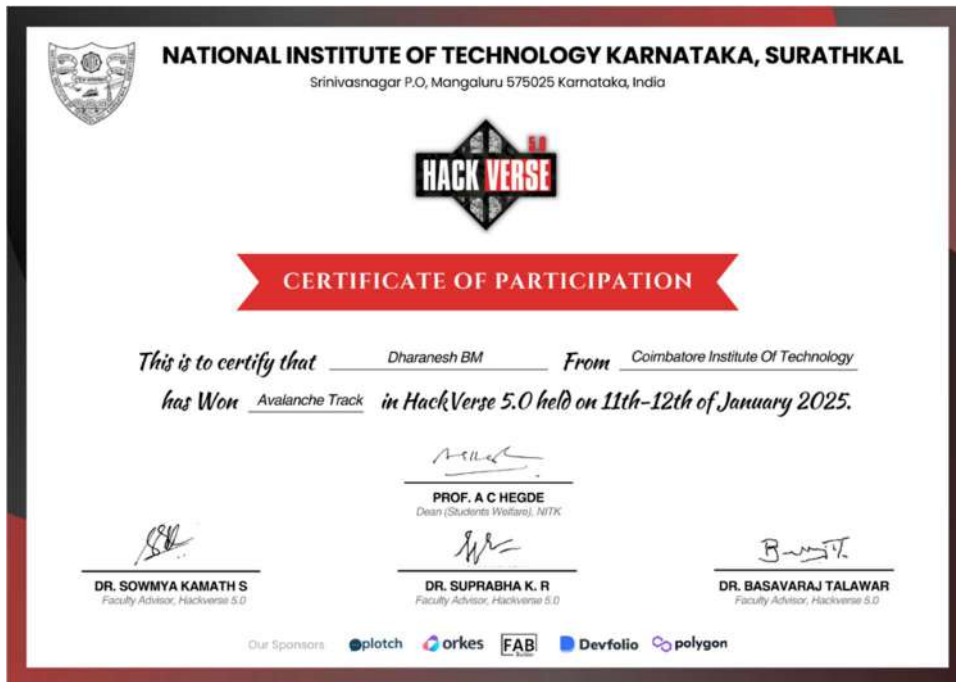 NATIONAL INSTITUTE OF TECHNOLOGY KARNATAKA, SURATHKAL
Srinivasnagar P.O, Mangaluru 575025 Karnataka, India
5.0
HACK VERSE
CERTIFICATE OF PARTICIPATION
This is to certify that Dharanesh BM From Coimbatore Institute Of Technology
has Won Avalanche Track in HackVerse 5.0 held on 11th-12th of January 2025.
PROF. A C HEGDE
Dean (Students Welfare), NITK
DR. SOWMYA KAMATH S DR. SUPRABHA K. R DR. BASAVARAJ TALAWAR
Faculty Advisor, Hackverse 5.0 Faculty Advisor, Hackverse 5.0 Faculty Advisor, Hackverse 5.0
Our Sponsors plotch orkes FAB Builder Devfolio polygon